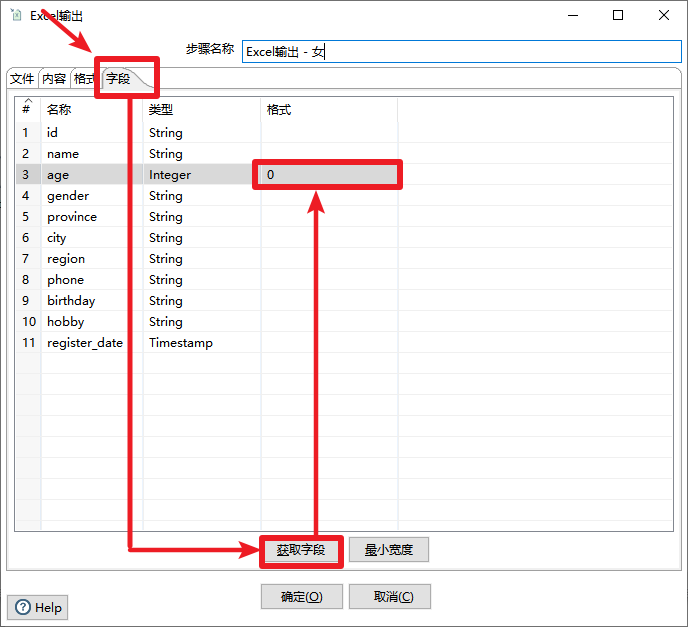 Excel输出
步骤名称 Excel输出 - 女
文件 内容 格式 字段
# 名称 类型 格式
1 id String
2 name String
3 age Integer 0
4 gender String
5 province String
6 city String
7 region String
8 phone String
9 birthday String
10 hobby String
11 register_date Timestamp
获取字段 最小宽度
确定(O) 取消(C)
Help